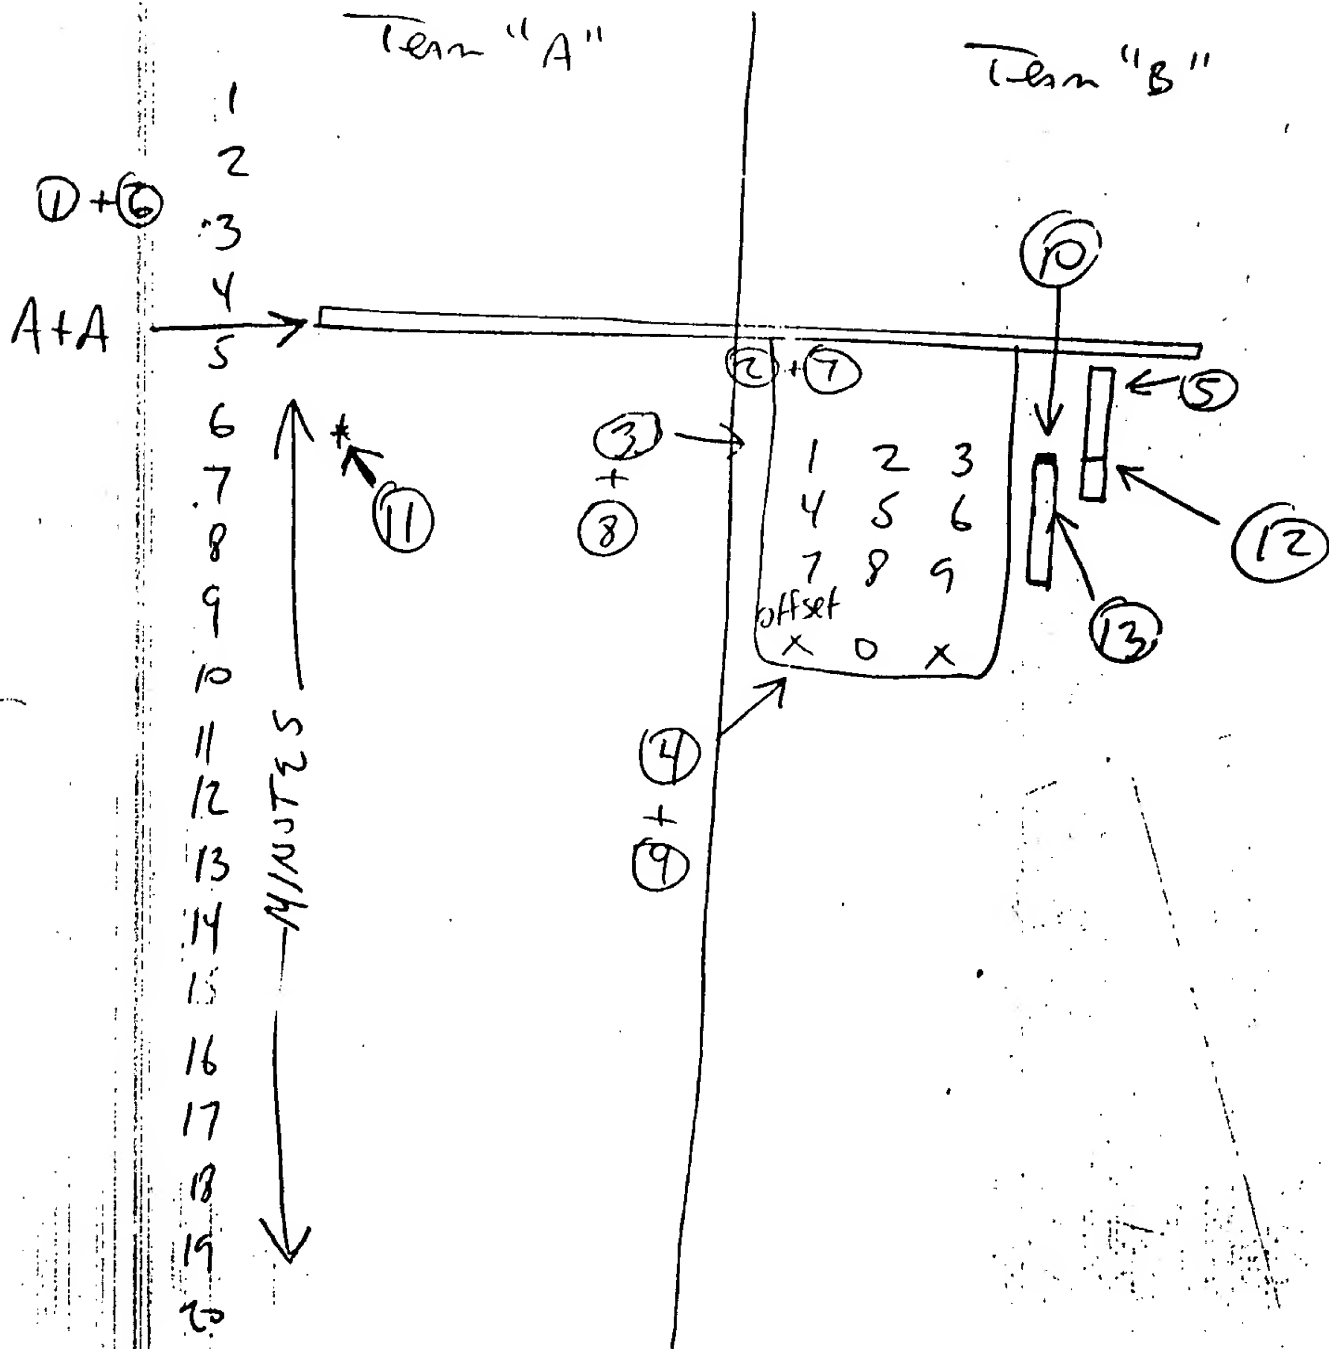 Team "A"
Team "B"
1
2
① + ⑥
3
⑩
4
A+A
5
② + ⑦
⑤
6
③
+
⑧
7
⑪
1 2 3
4 5 6
7 8 9
offset
X O X
⑫
⑬
8
9
10
11
④
+
⑨
12
MINUTES
13
14
15
16
17
18
19
20